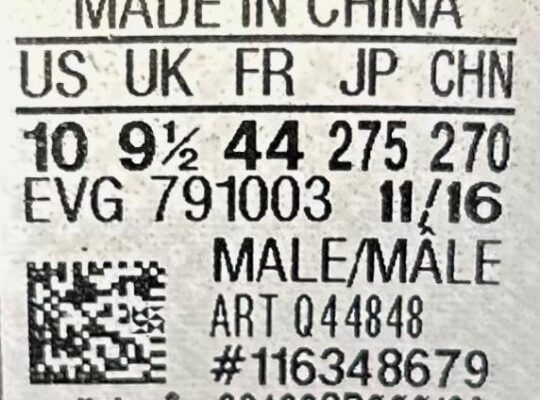 MADE IN CHINA
US UK FR JP CHN
10 9½ 44 275 270
EVG 791003 11/16
MALE/MÂLE
ART Q44848
#116348679